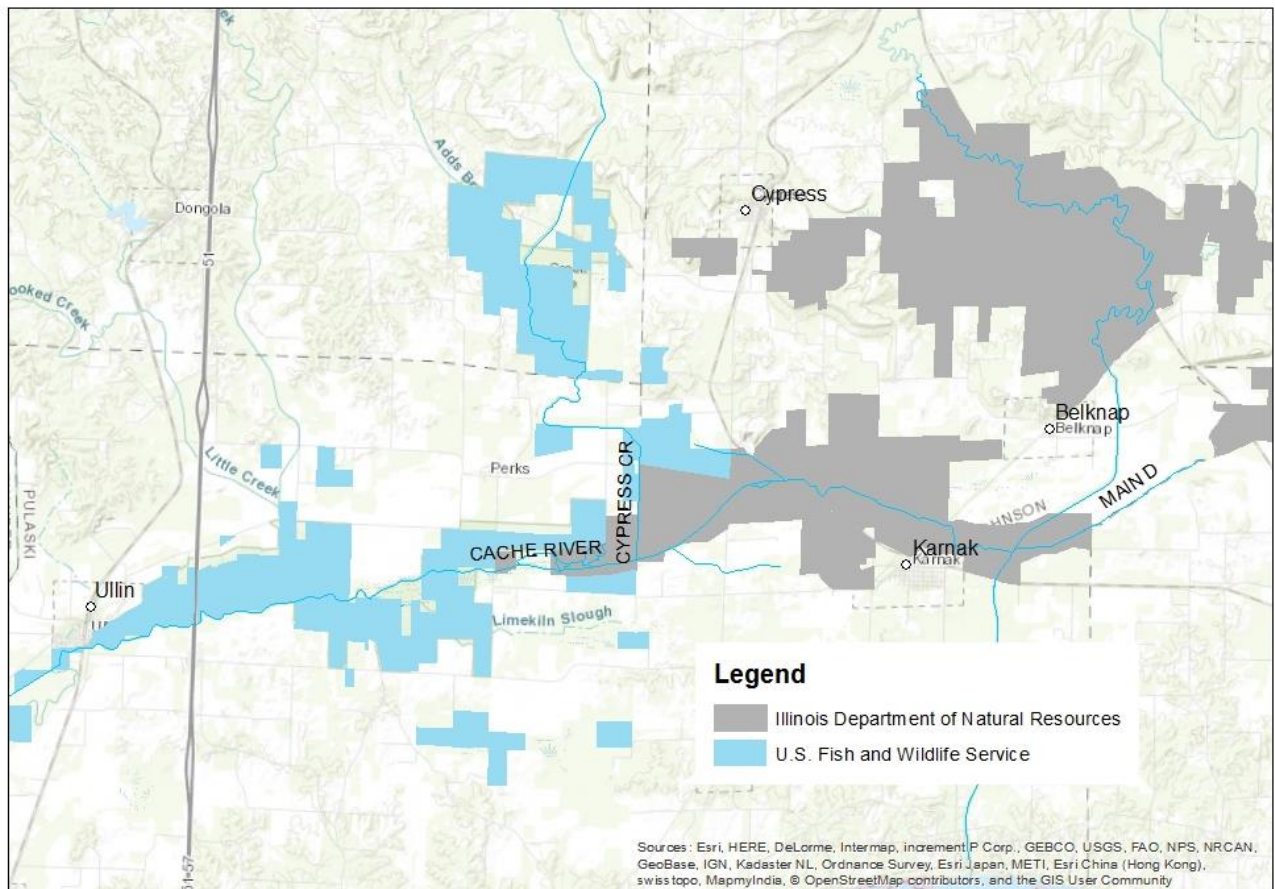 Adds
Cypress
Dongola
51
ooked Creek
Belknap
Belknap
Little Creek
Perks
CYPRESS CR
MAIN D
PULASKI
HNSON
CACHE RIVER
Karnak
Karnak
Ullin
Limekiln Slough
Legend
Illinois Department of Natural Resources
U.S. Fish and Wildlife Service
51-57
Sources: Esri, HERE, DeLorme, Intermap, increment P Corp., GEBCO, USGS, FAO, NPS, NRCAN,
GeoBase, IGN, Kadaster NL, Ordnance Survey, Esri Japan, METI, Esri China (Hong Kong),
swisstopo, MapmyIndia, © OpenStreetMap contributors, and the GIS User Community